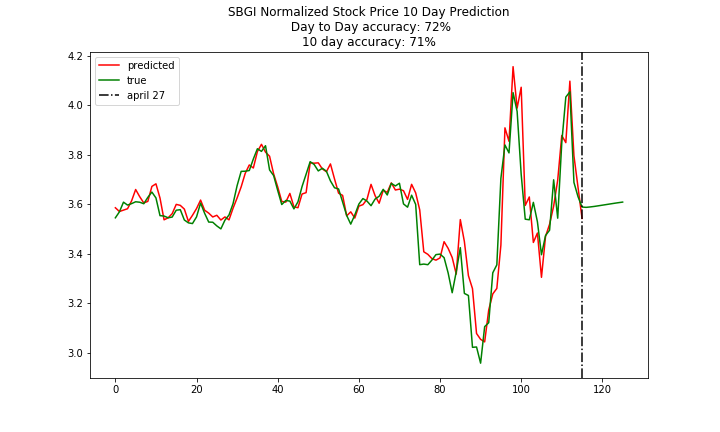 SBGI Normalized Stock Price 10 Day Prediction
Day to Day accuracy: 72%
10 day accuracy: 71%
predicted
true
april 27
4.2
4.0
3.8
3.6
3.4
3.2
3.0
0 20 40 60 80 100 120